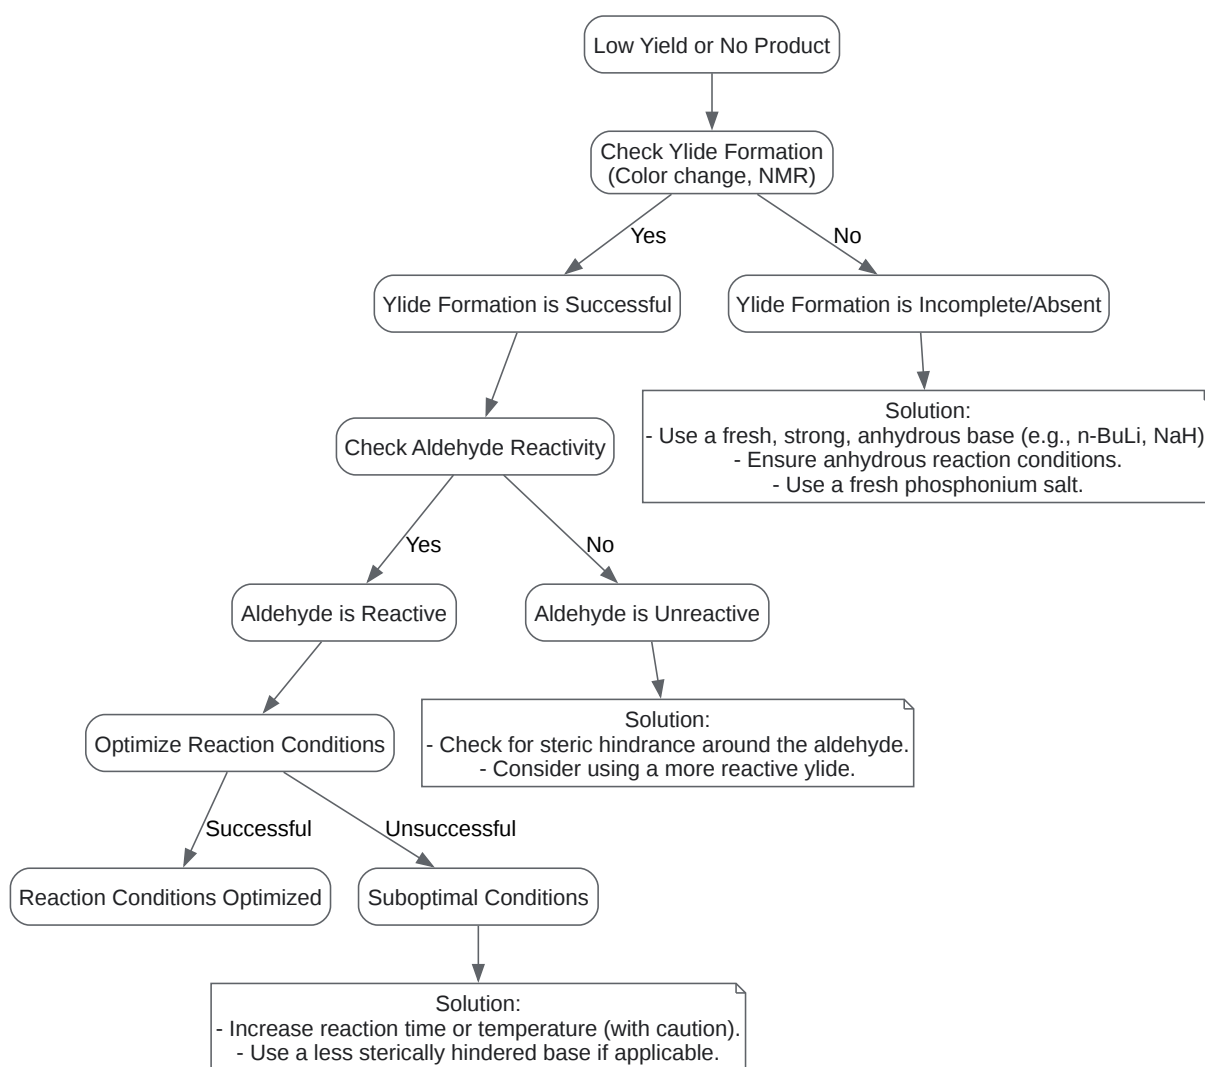 Low Yield or No Product
Check Ylide Formation
(Color change, NMR)
Yes
No
Ylide Formation is Successful
Ylide Formation is Incomplete/Absent
Solution:
- Use a fresh, strong, anhydrous base (e.g., n-BuLi, NaH)
- Ensure anhydrous reaction conditions.
- Use a fresh phosphonium salt.
Check Aldehyde Reactivity
Yes
No
Aldehyde is Reactive
Aldehyde is Unreactive
Solution:
- Check for steric hindrance around the aldehyde.
- Consider using a more reactive ylide.
Optimize Reaction Conditions
Successful
Unsuccessful
Reaction Conditions Optimized
Suboptimal Conditions
Solution:
- Increase reaction time or temperature (with caution).
- Use a less sterically hindered base if applicable.